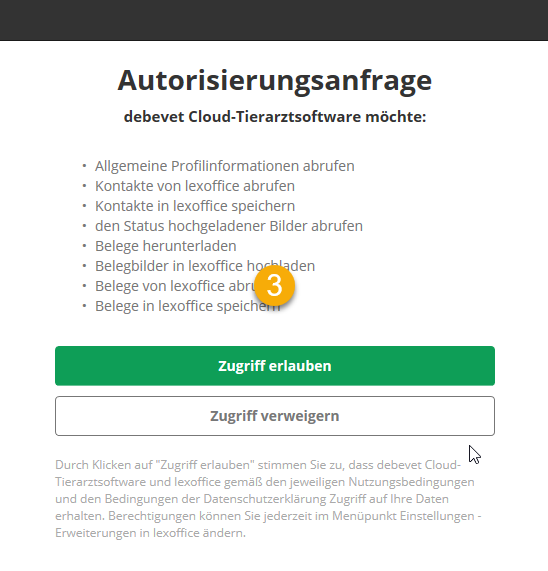 Autorisierungsanfrage
debevet Cloud-Tierarztsoftware möchte:
• Allgemeine Profilinformationen abrufen
• Kontakte von lexoffice abrufen
• Kontakte in lexoffice speichern
• den Status hochgeladener Bilder abrufen
• Belege herunterladen
• Belegbilder in lexoffice hochladen
• Belege von lexoffice abru
3
• Belege in lexoffice speichern
Zugriff erlauben
Zugriff verweigern
Durch Klicken auf "Zugriff erlauben" stimmen Sie zu, dass debevet Cloud-
Tierarztsoftware und lexoffice gemäß den jeweiligen Nutzungsbedingungen
und den Bedingungen der Datenschutzerklärung Zugriff auf Ihre Daten
erhalten. Berechtigungen können Sie jederzeit im Menüpunkt Einstellungen -
Erweiterungen in lexoffice ändern.